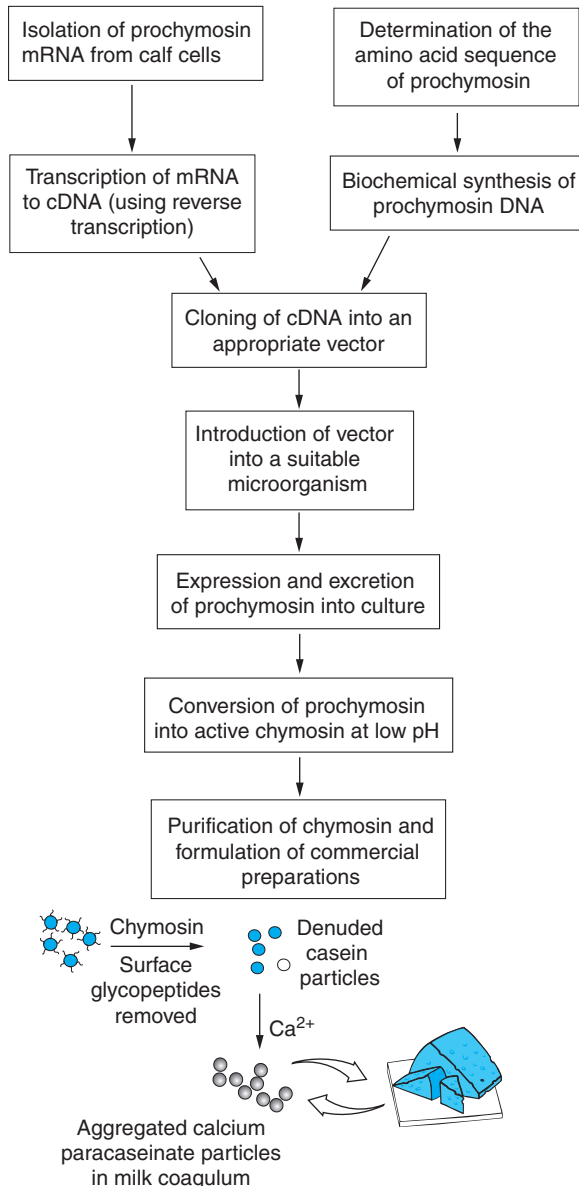 Isolation of prochymosin
mRNA from calf cells
Determination of the
amino acid sequence
of prochymosin
Transcription of mRNA
to cDNA (using reverse
transcription)
Biochemical synthesis of
prochymosin DNA
Cloning of cDNA into an
appropriate vector
Introduction of vector
into a suitable
microorganism
Expression and excretion
of prochymosin into culture
Conversion of prochymosin
into active chymosin at low pH
Purification of chymosin and
formulation of commercial
preparations
Chymosin
Surface
glycopeptides
removed
Denuded
casein
particles
Ca²⁺
Aggregated calcium
paracaseinate particles
in milk coagulum